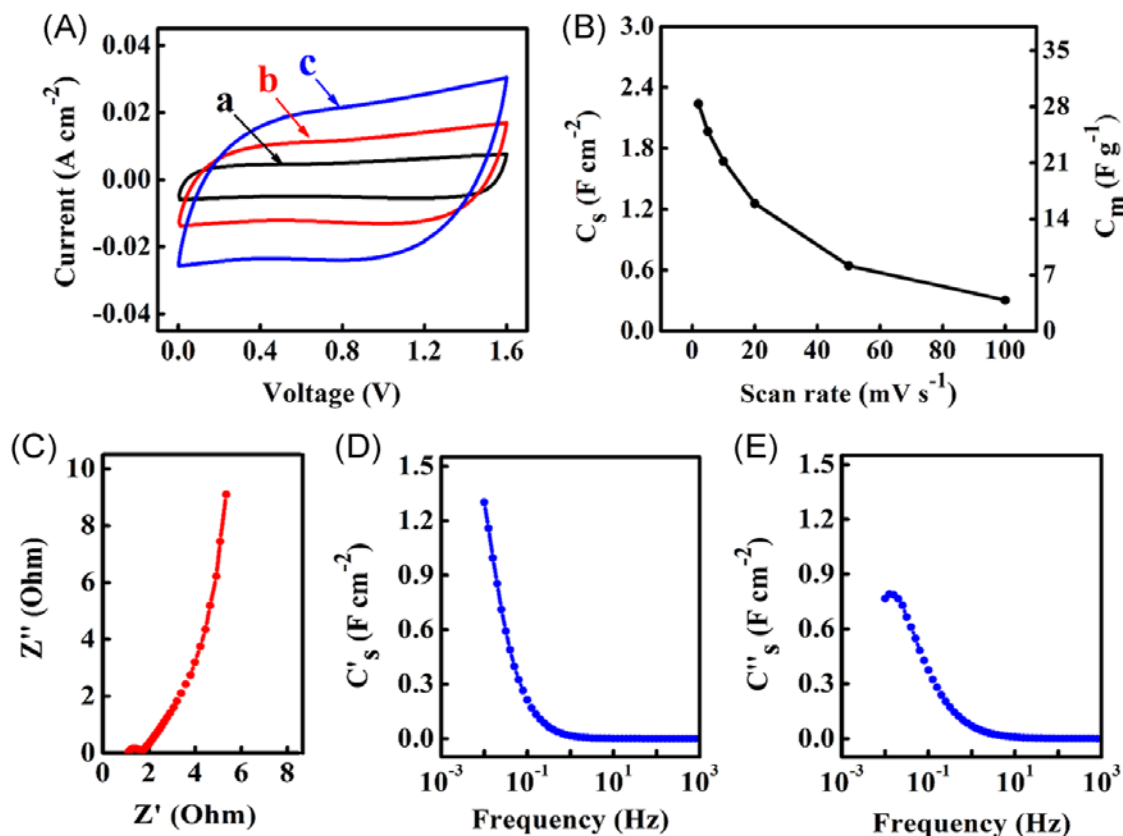 (A)
Current (A cm⁻²)
0.04
0.02
0.00
-0.02
-0.04
a
b
c
0.0 0.4 0.8 1.2 1.6
Voltage (V)
(B)
Cₛ (F cm⁻²)
3.0
2.4
1.8
1.2
0.6
0.0
35
28
21
14
7
0
Cₘ (F g⁻¹)
0 20 40 60 80 100
Scan rate (mV s⁻¹)
(C)
Z'' (Ohm)
10
8
6
4
2
0
0 2 4 6 8
Z' (Ohm)
(D)
C'ₛ (F cm⁻²)
1.5
1.2
0.9
0.6
0.3
0.0
10⁻³ 10⁻¹ 10¹ 10³
Frequency (Hz)
(E)
C''ₛ (F cm⁻²)
1.5
1.2
0.9
0.6
0.3
0.0
10⁻³ 10⁻¹ 10¹ 10³
Frequency (Hz)